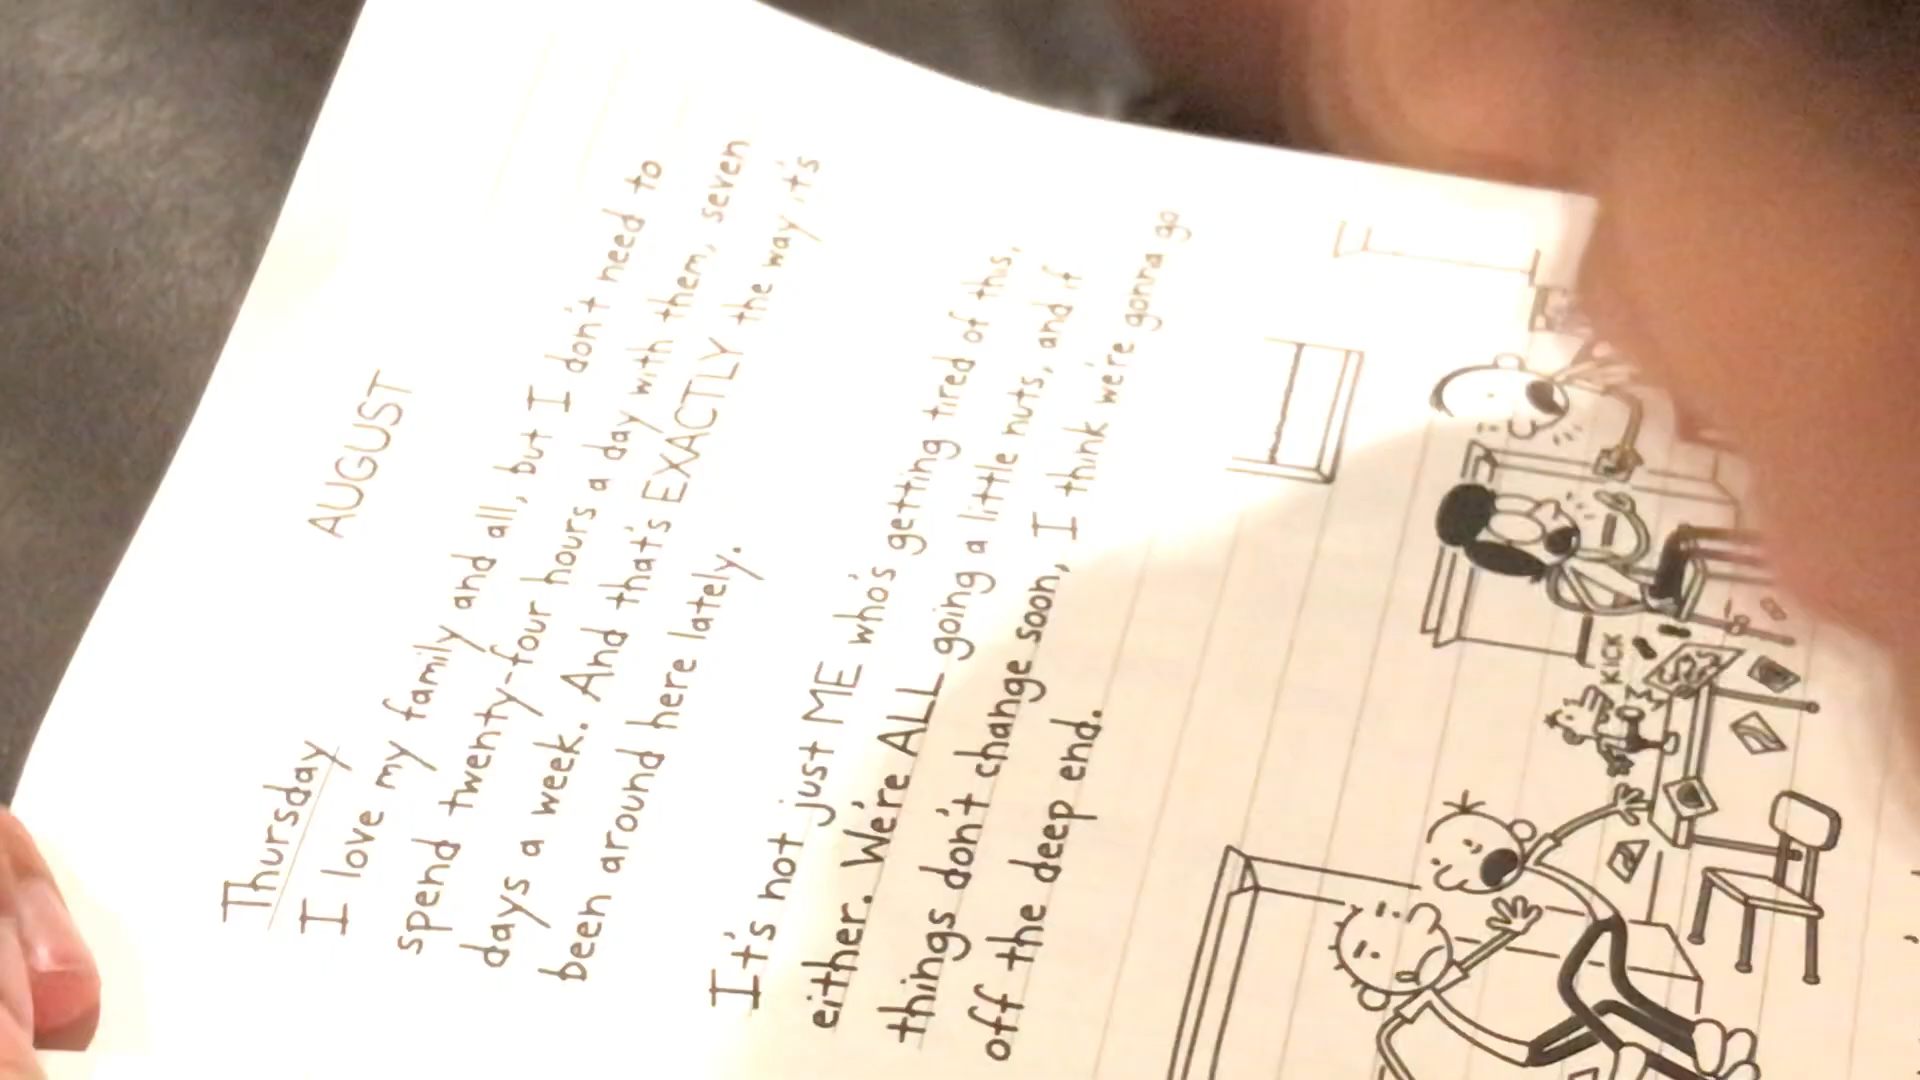 AUGUST
Thursday
I love my family and all, but I don't need to
spend twenty-four hours a day with them, seven
days a week. And that's EXACTLY the way it's
been around here lately.
It's not just ME who's getting tired of this,
either. We're ALL going a little nuts, and if
things don't change soon, I think we're gonna go
off the deep end.
KICK